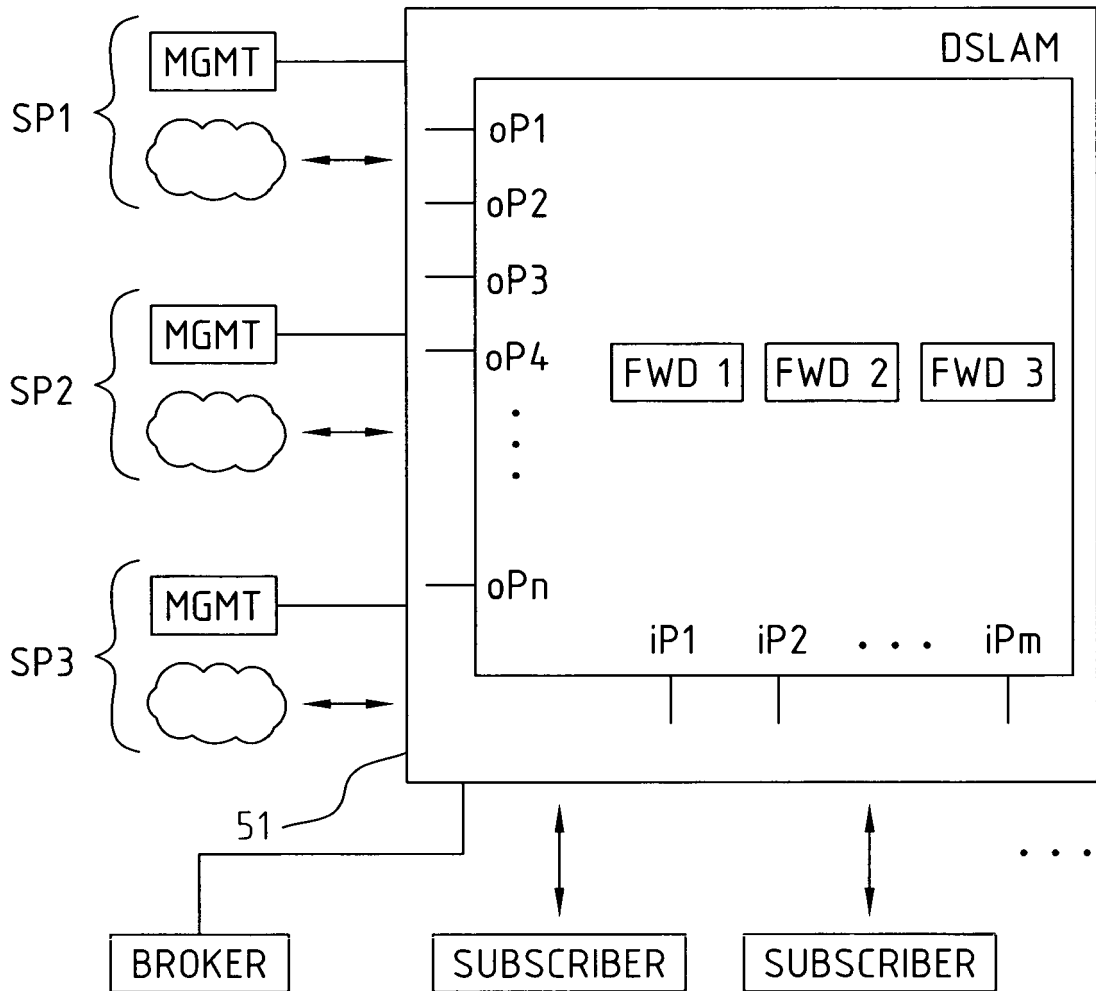 DSLAM
MGMT
SP1
oP1
oP2
oP3
MGMT
SP2
oP4
FWD 1 FWD 2 FWD 3
MGMT
SP3
oPn
iP1 iP2 . . . iPm
51
. . .
BROKER SUBSCRIBER SUBSCRIBER